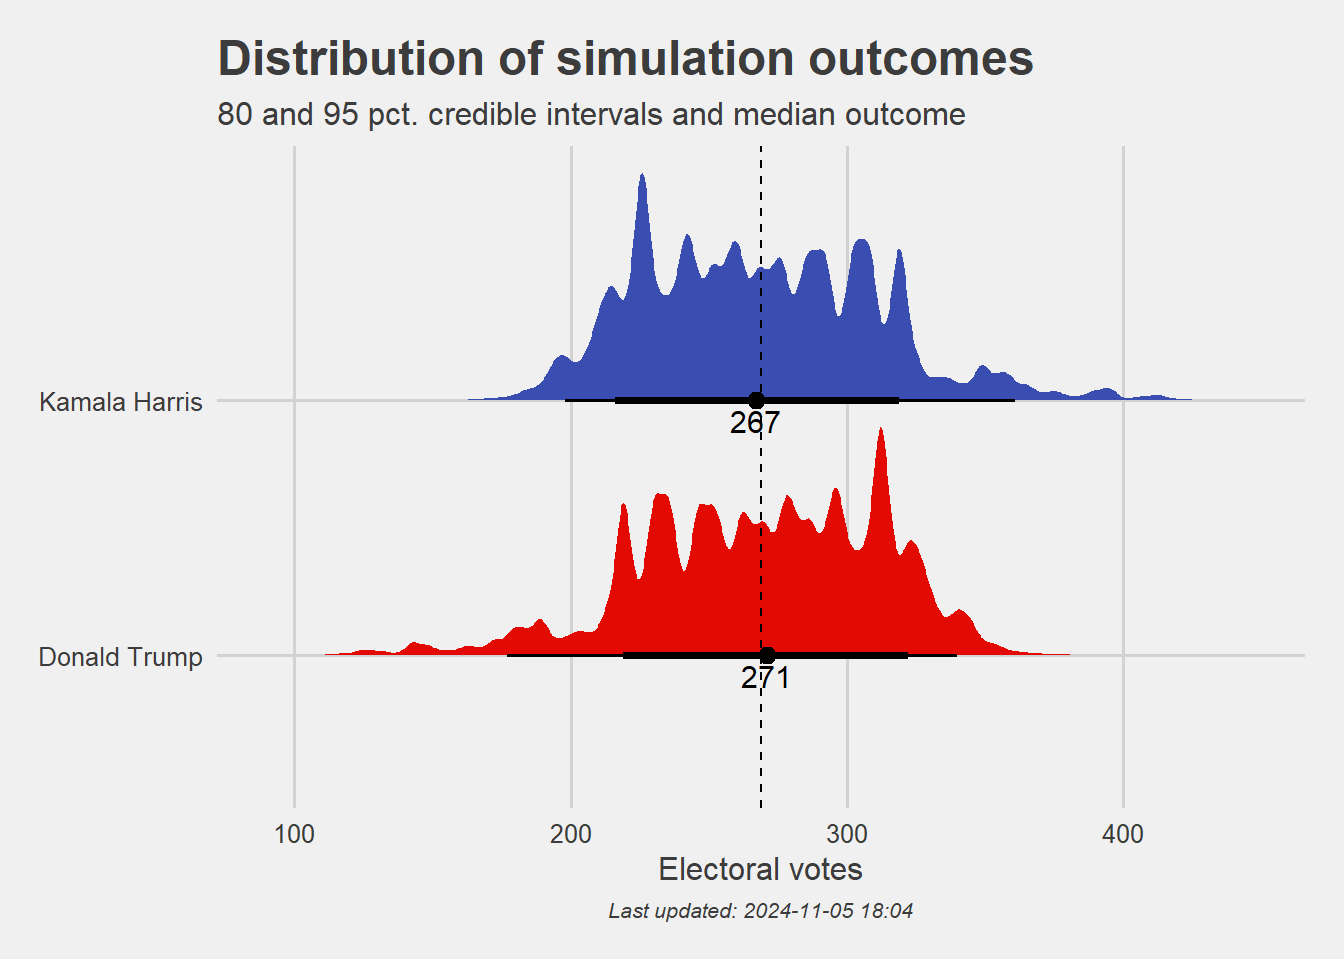 Distribution of simulation outcomes
80 and 95 pct. credible intervals and median outcome
Kamala Harris
267
Donald Trump
271
100 200 300 400
Electoral votes
Last updated: 2024-11-05 18:04